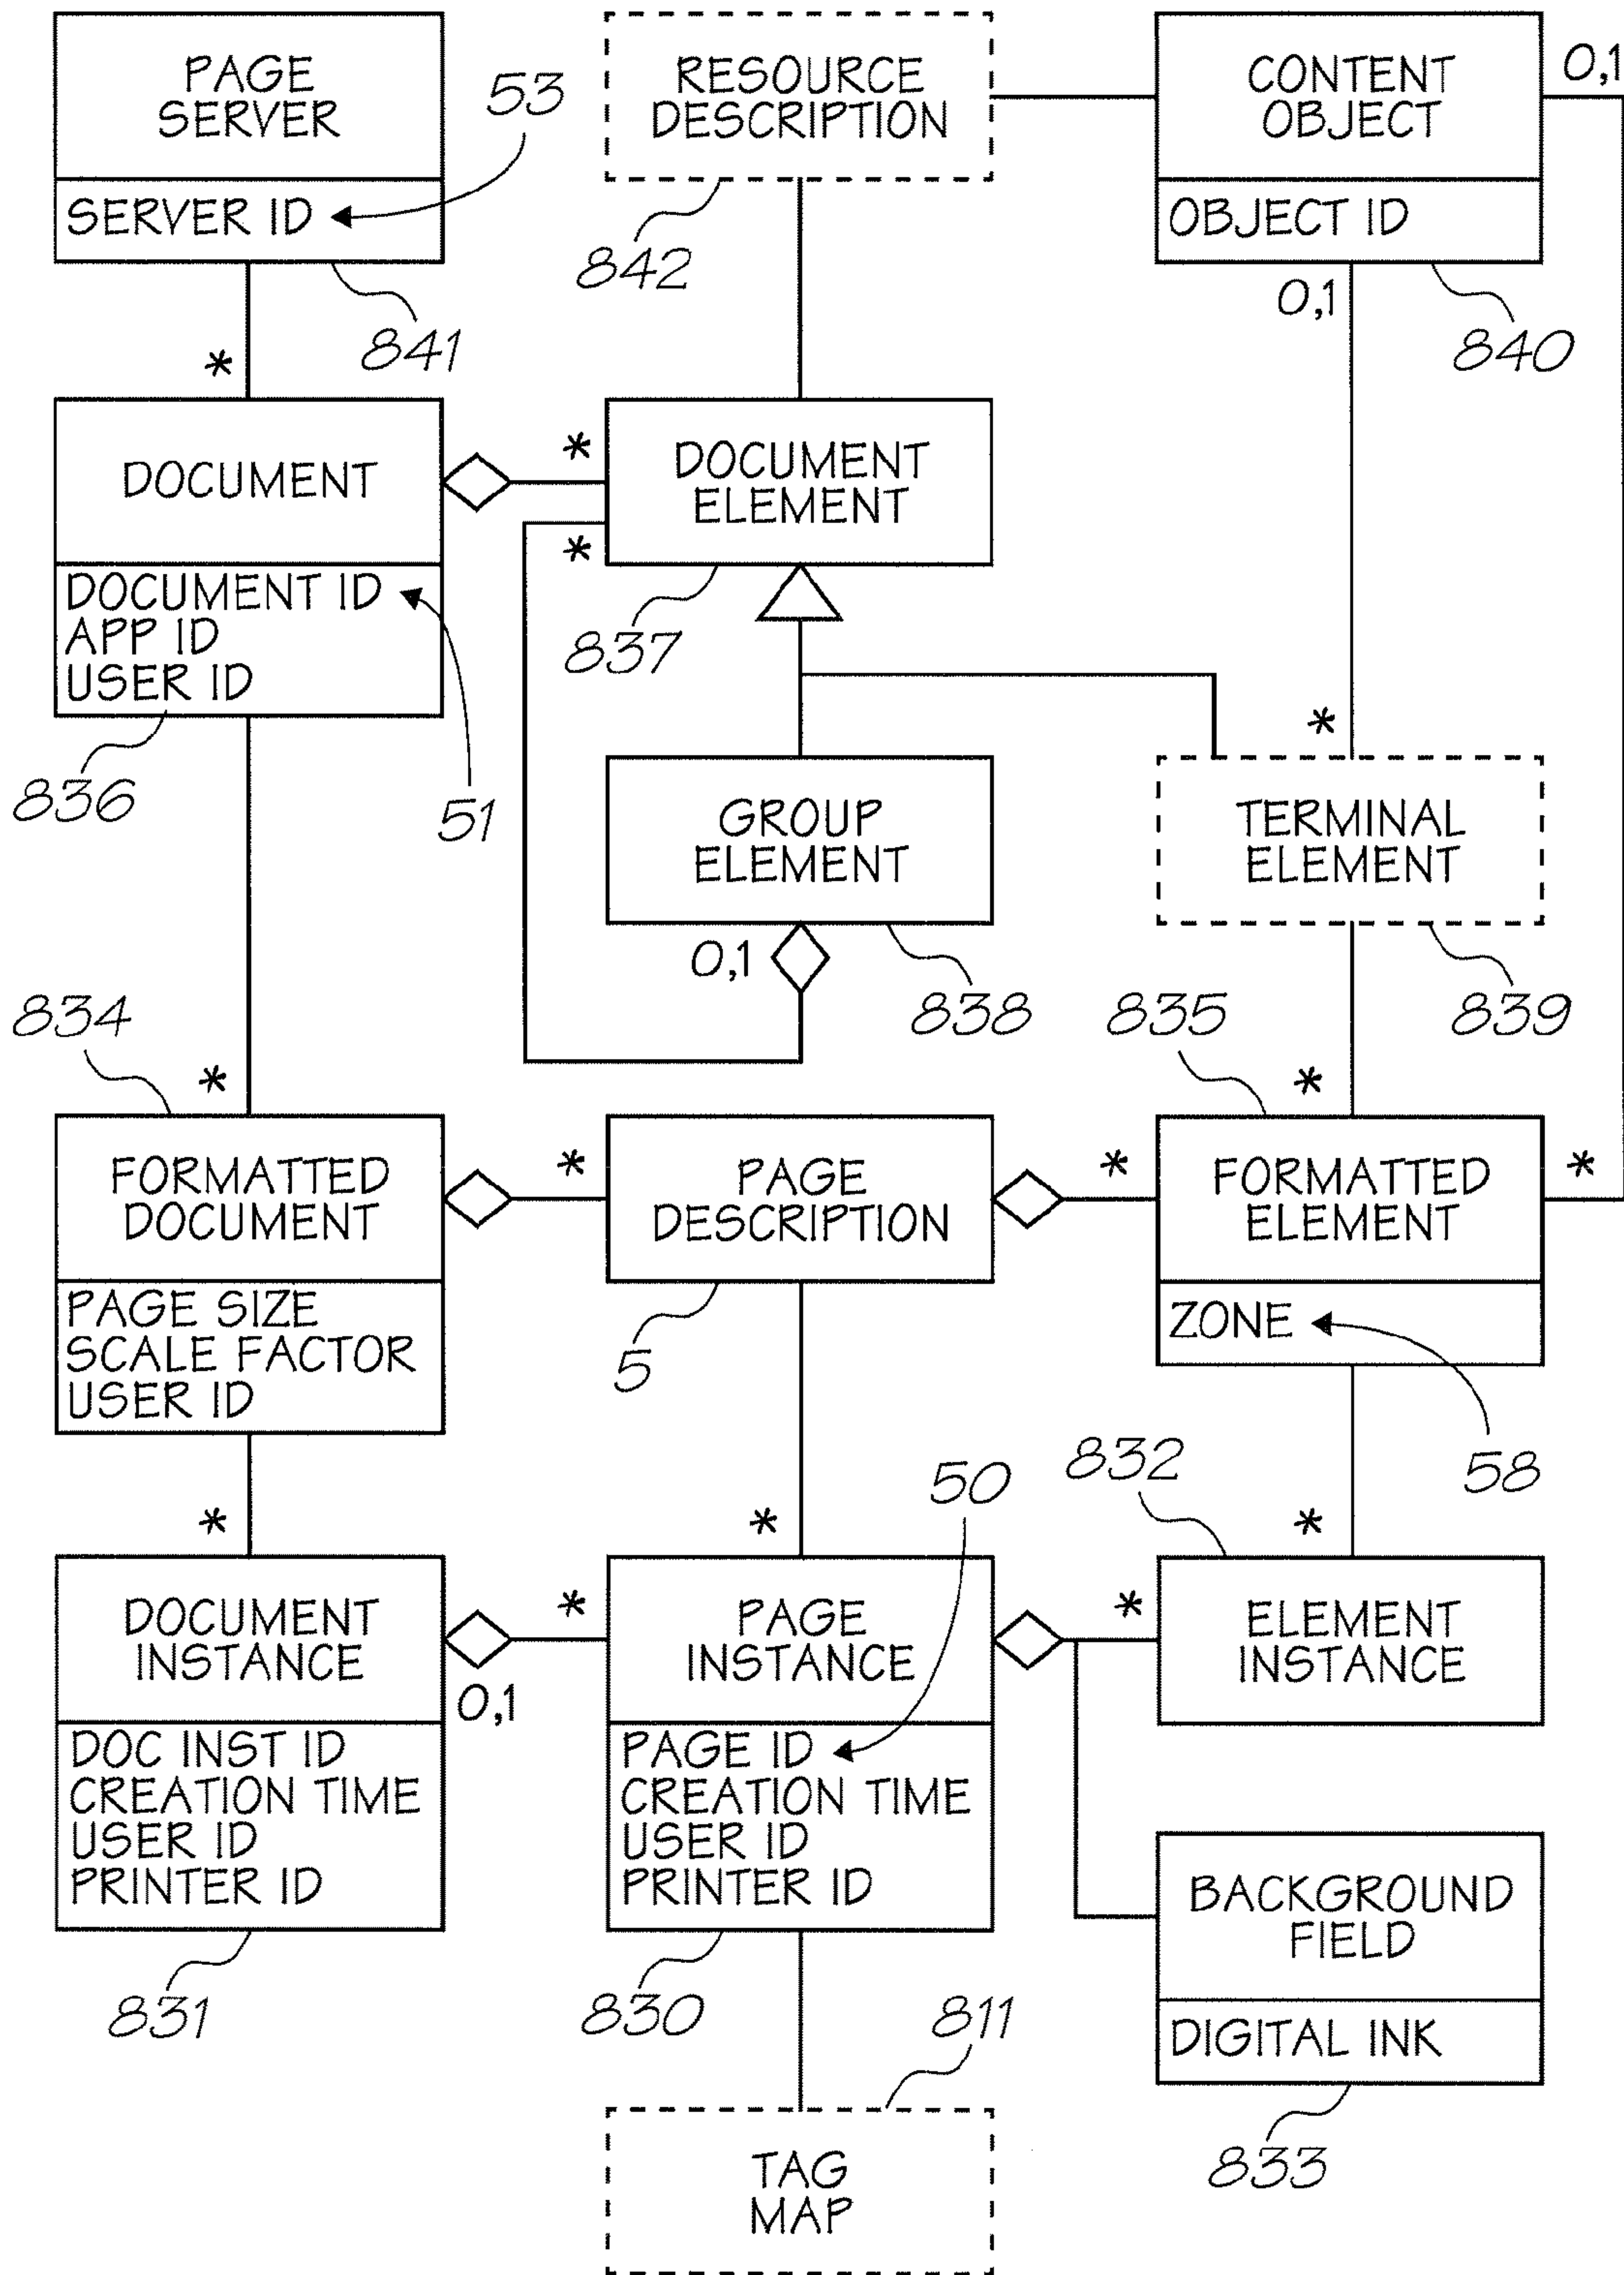 PAGE
SERVER
SERVER ID
53
841
RESOURCE
DESCRIPTION
842
CONTENT
OBJECT
OBJECT ID
0,1
0,1
840
*
DOCUMENT
DOCUMENT ID
APP ID
USER ID
836
51
*
*
DOCUMENT
ELEMENT
837
GROUP
ELEMENT
0,1
838
*
TERMINAL
ELEMENT
839
834
*
FORMATTED
DOCUMENT
PAGE SIZE
SCALE FACTOR
USER ID
*
PAGE
DESCRIPTION
5
835
*
*
*
FORMATTED
ELEMENT
ZONE
58
*
DOCUMENT
INSTANCE
0,1
DOC INST ID
CREATION TIME
USER ID
PRINTER ID
831
*
*
50
PAGE
INSTANCE
PAGE ID
CREATION TIME
USER ID
PRINTER ID
830
832
*
*
ELEMENT
INSTANCE
BACKGROUND
FIELD
DIGITAL INK
833
811
TAG
MAP